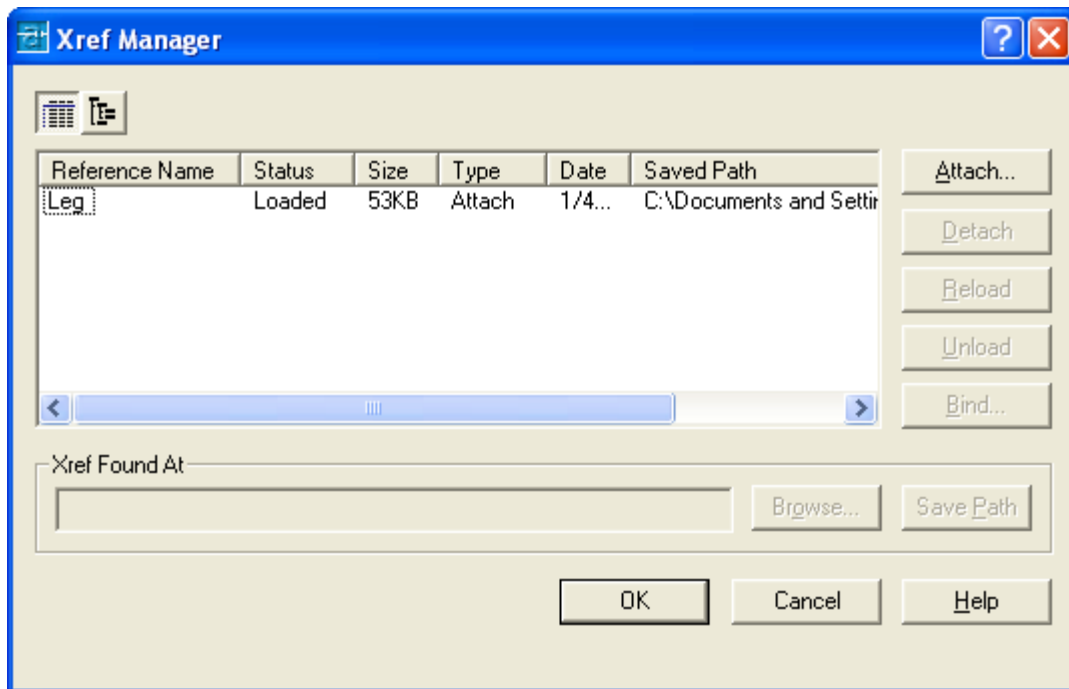 Xref Manager
Reference Name Status Size Type Date Saved Path
Leg Loaded 53KB Attach 1/4... C:\Documents and Settin
Attach...
Detach
Reload
Unload
Bind...
Xref Found At
Browse... Save Path
OK Cancel Help